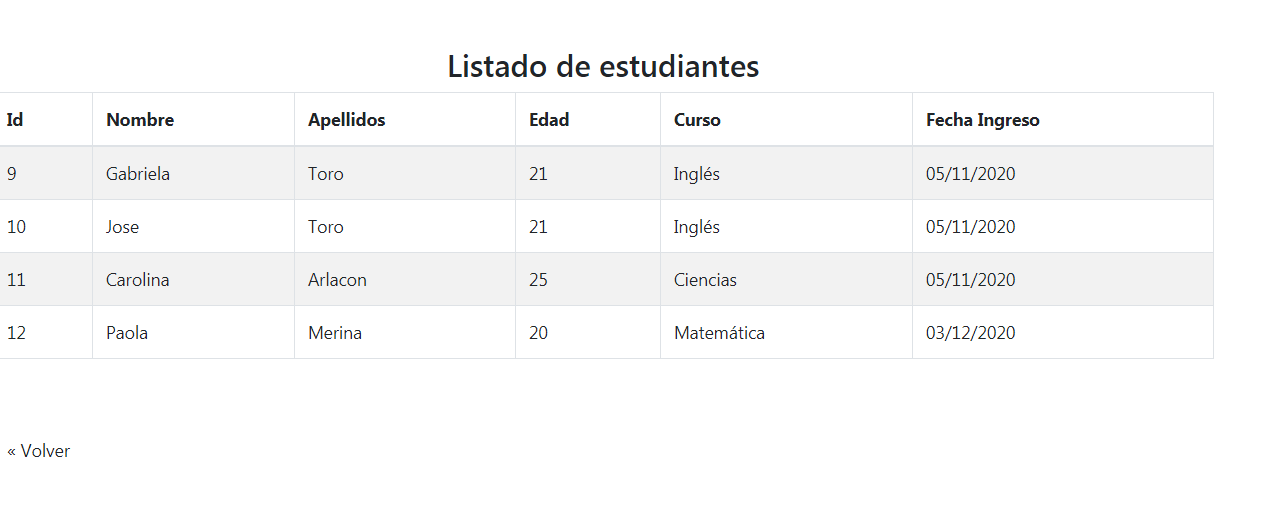 Listado de estudiantes
Id Nombre Apellidos Edad Curso Fecha Ingreso
9 Gabriela Toro 21 Inglés 05/11/2020
10 Jose Toro 21 Inglés 05/11/2020
11 Carolina Arlacon 25 Ciencias 05/11/2020
12 Paola Merina 20 Matemática 03/12/2020
« Volver